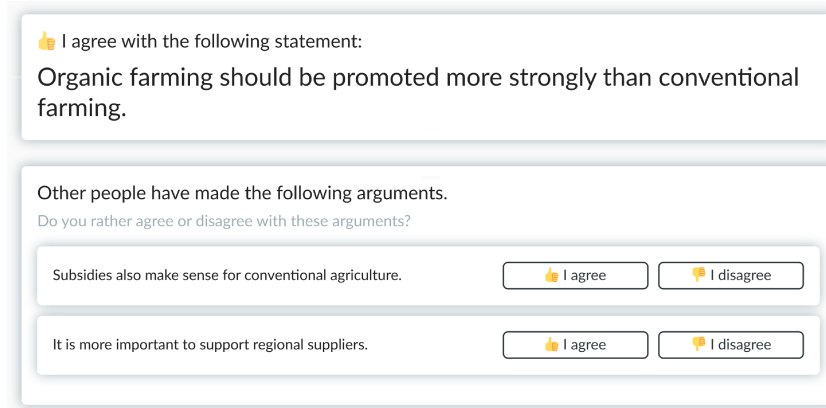 👍 I agree with the following statement:
Organic farming should be promoted more strongly than conventional
farming.
Other people have made the following arguments.
Do you rather agree or disagree with these arguments?
Subsidies also make sense for conventional agriculture. 👍 I agree 👎 I disagree
It is more important to support regional suppliers. 👍 I agree 👎 I disagree